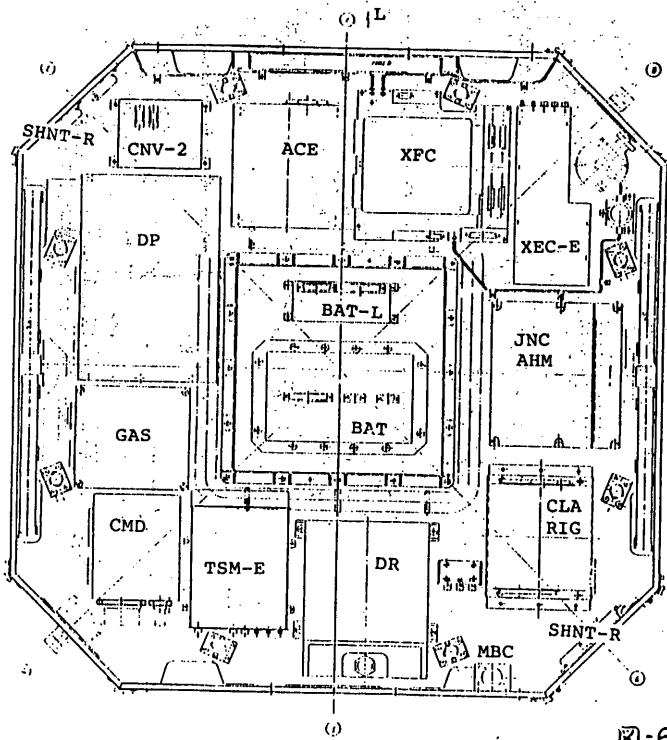 L
SHNT-R
CNV-2
ACE
XFC
DP
XEC-E
BAT-L
JNC
AHM
BAT
GAS
CMD
TSM-E
DR
CLA
RIG
SHNT-R
MBC
図-6